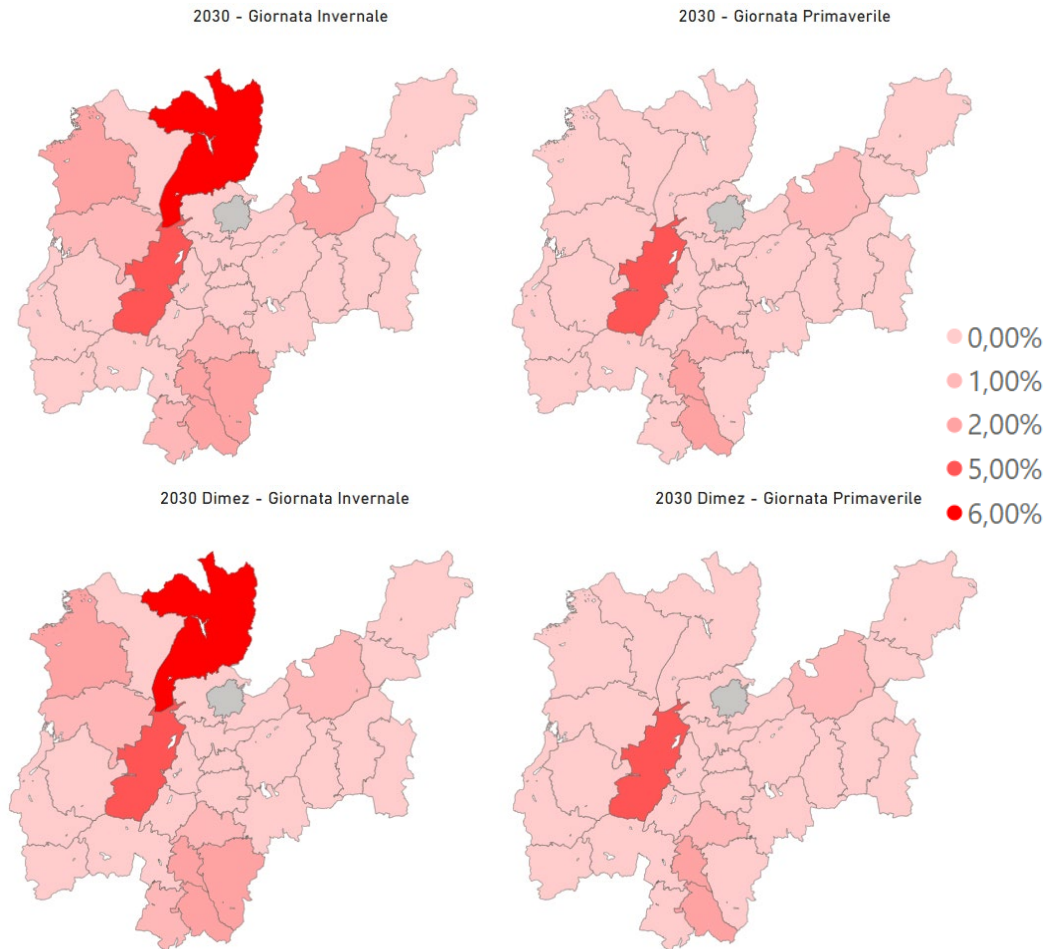 2030 - Giornata Invernale
2030 - Giornata Primaverile
0,00%
1,00%
2,00%
5,00%
6,00%
2030 Dimez - Giornata Invernale
2030 Dimez - Giornata Primaverile